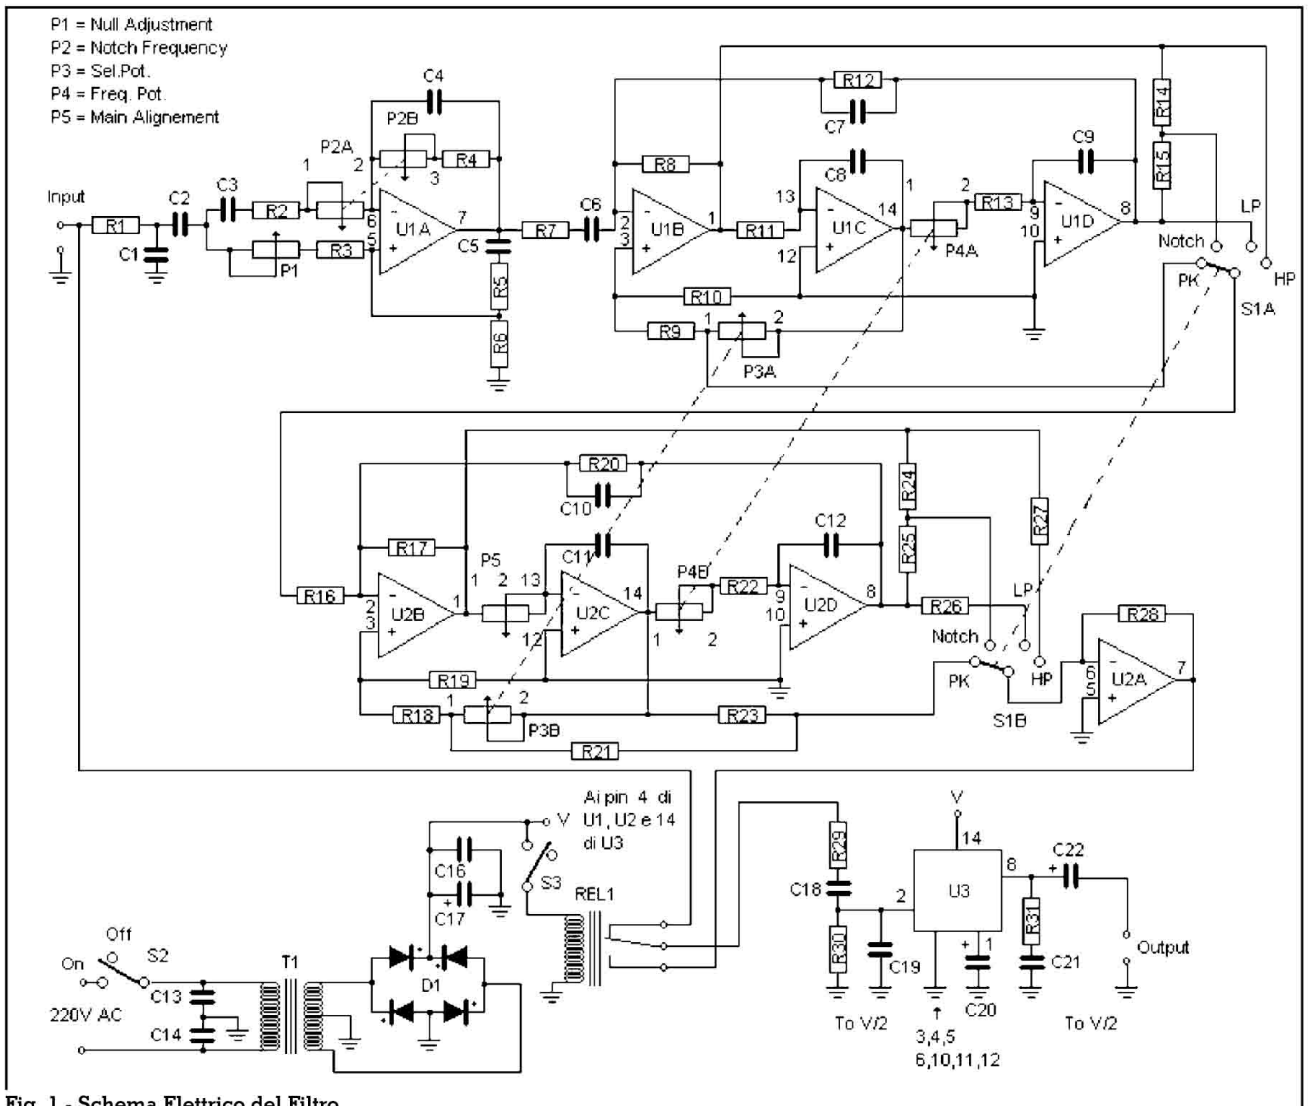 P1 = Null Adjustment
P2 = Notch Frequency
P3 = Sel.Pot.
P4 = Freq. Pot.
P5 = Main Alignement
C4
P2B
P2A
1 2
R4
3
Input
R1
C2
C3
R2
C1
R3
P1
6
5
-
+
U1A
7
C5
R5
R6
R7
C6
R8
2
3
-
+
U1B
1
R11
R10
R9
1 2
P3A
R12
C7
C8
13
12
-
+
U1C
14
1 2
P4A
R13
C9
9
10
-
+
U1D
8
R14
R15
Notch
LP
PK
HP
S1A
R20
C10
R17
R16
2
3
-
+
U2B
1
1
P5
2 13
C11
12
-
+
U2C
14
R19
R18
1 2
P3B
R21
R23
P4B
1 2
R22
C12
9
10
-
+
U2D
8
R24
R25
R26
R27
Notch
LP
PK
HP
S1B
R28
6
5
-
+
U2A
7
Ai pin 4 di
U1, U2 e 14
di U3
V
C16
+
C17
S3
REL1
Off
On
S2
220V AC
C13
C14
T1
D1
+ + + +
R29
C18
R30
C19
To V/2
V
14
U3
2
8
1
+
C20
3,4,5
6,10,11,12
R31
C21
+
C22
Output
To V/2
Fig. 1 - Schema Elettrico del Filtro